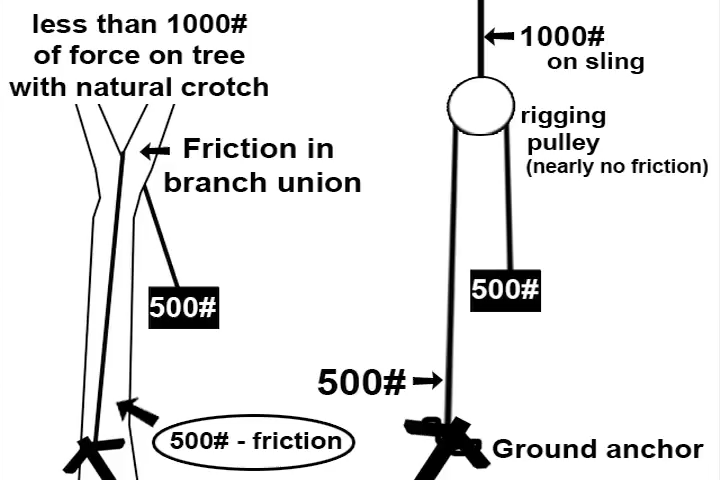 less than 1000#
of force on tree
with natural crotch
Friction in
branch union
500#
500# - friction
1000#
on sling
rigging
pulley
(nearly no friction)
500#
500#
Ground anchor